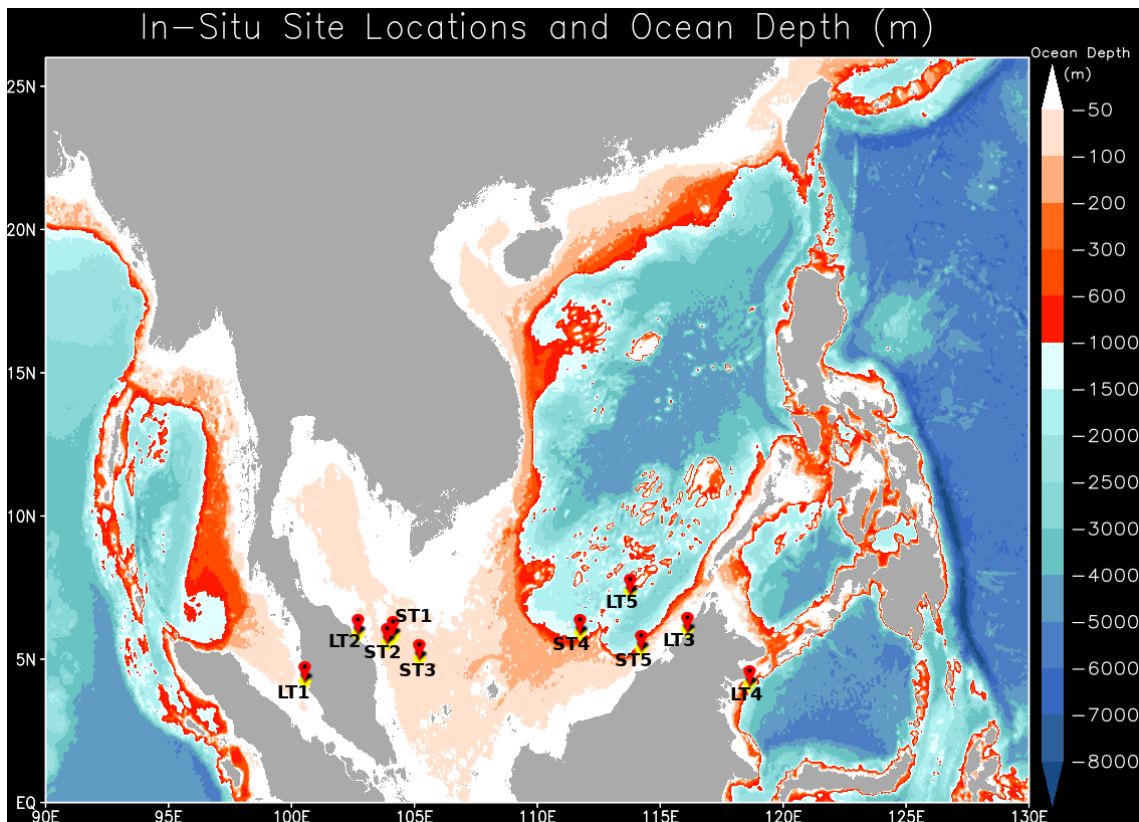 In-Situ Site Locations and Ocean Depth (m)
Ocean Depth
(m)
25N
20N
15N
10N
5N
EQ
90E
95E
100E
105E
110E
115E
120E
125E
130E
-50
-100
-200
-300
-600
-1000
-1500
-2000
-2500
-3000
-4000
-5000
-6000
-7000
-8000
ST1
LT2
ST2
ST3
LT1
LT5
ST4
LT3
ST5
LT4